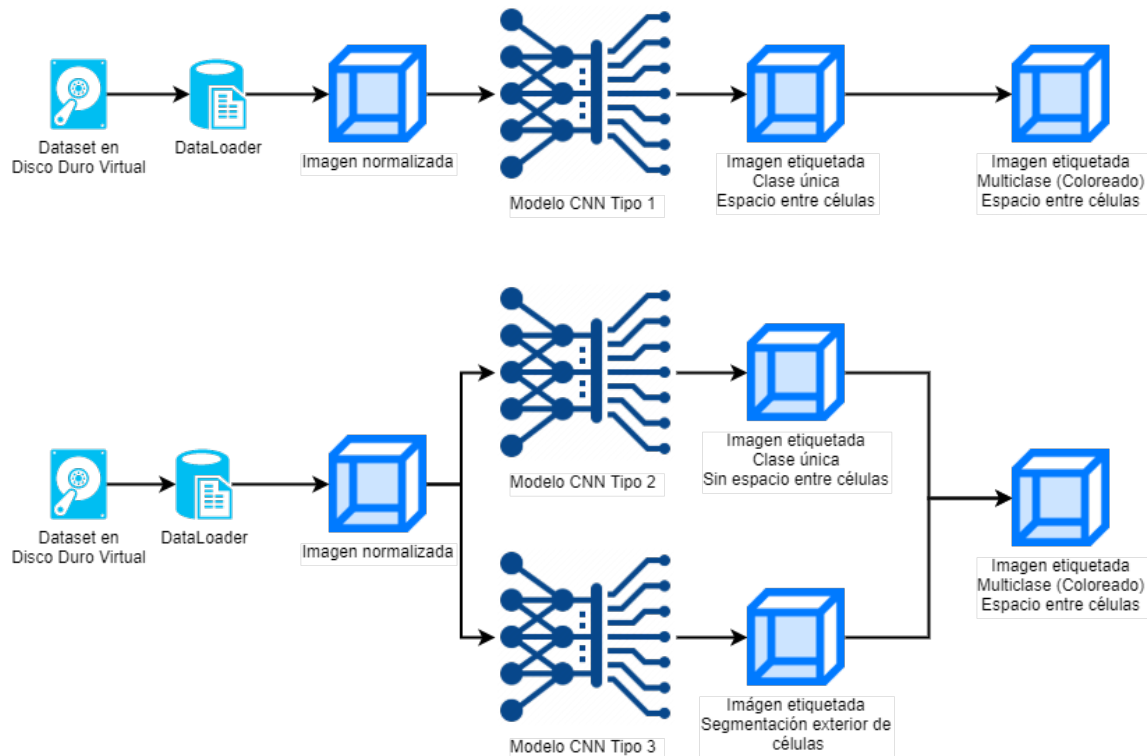 Dataset en
Disco Duro Virtual
DataLoader
Imagen normalizada
Modelo CNN Tipo 1
Imagen etiquetada
Clase única
Espacio entre células
Imagen etiquetada
Multiclase (Coloreado)
Espacio entre células
Dataset en
Disco Duro Virtual
DataLoader
Imagen normalizada
Modelo CNN Tipo 2
Imagen etiquetada
Clase única
Sin espacio entre células
Modelo CNN Tipo 3
Imágen etiquetada
Segmentación exterior de
células
Imagen etiquetada
Multiclase (Coloreado)
Espacio entre células